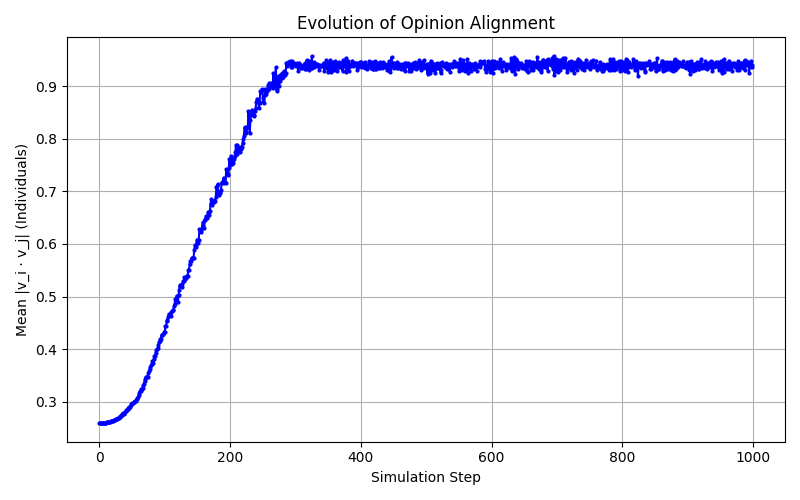 Evolution of Opinion Alignment
Mean |v_i · v_j| (Individuals)
0.9
0.8
0.7
0.6
0.5
0.4
0.3
0 200 400 600 800 1000
Simulation Step